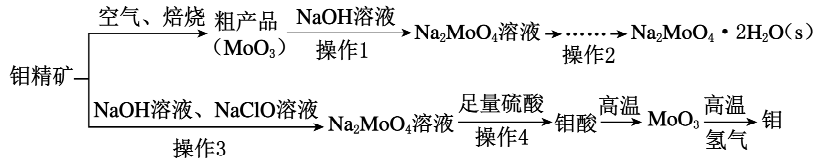 空气、焙烧 粗产品 NaOH溶液
(MoO₃) 操作1 Na₂MoO₄溶液 …… 操作2 Na₂MoO₄・2H₂O(s)
钼精矿
NaOH溶液、NaClO溶液 操作3 Na₂MoO₄溶液 足量硫酸 操作4 钼酸 高温 MoO₃ 高温 氢气 钼